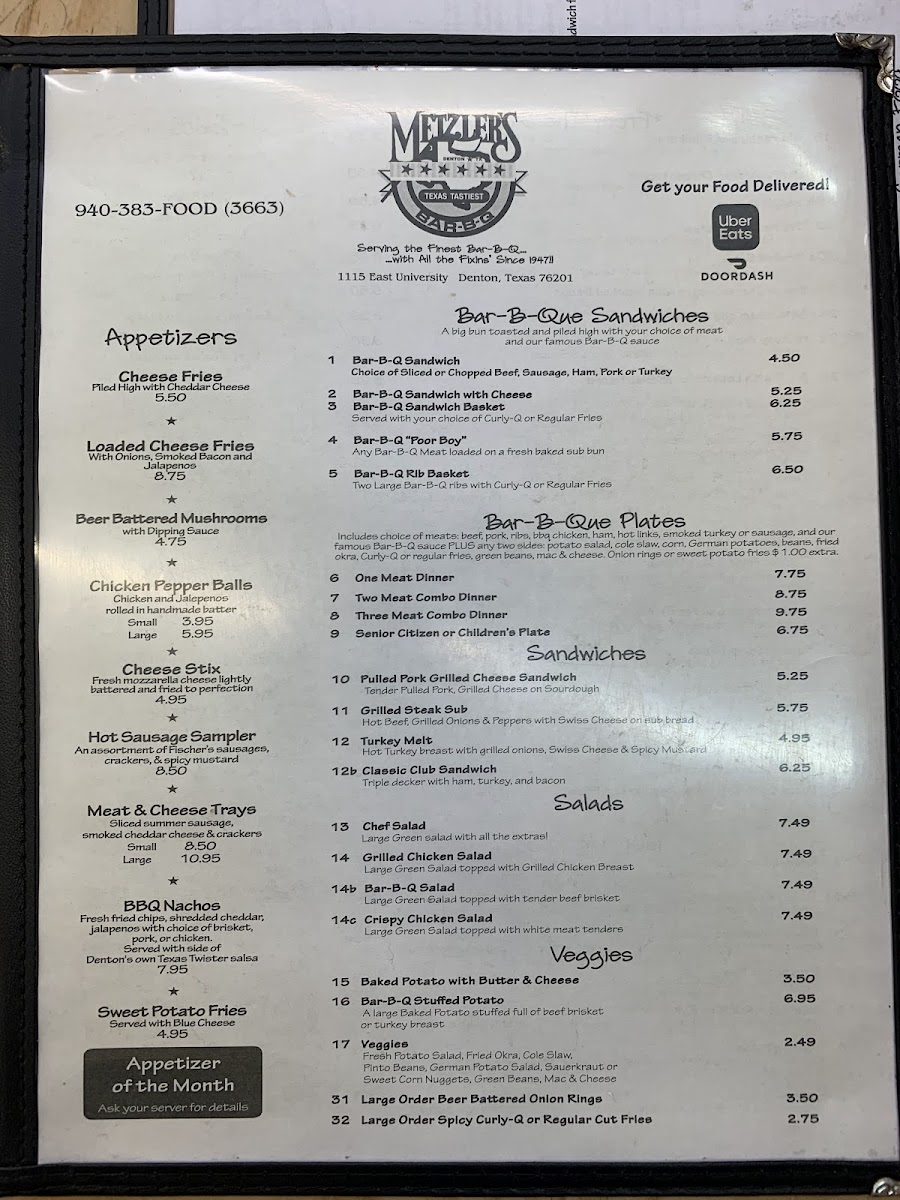 dwich f
METZLER'S
DENTON TX
TEXAS TASTIEST
BAR-B-Q
940-383-FOOD (3663)
Serving the Finest Bar-B-Q...
...with All the Fixins' Since 1947!!
1115 East University Denton, Texas 76201
Get your Food Delivered!
Uber
Eats
DOORDASH
Appetizers
Cheese Fries
Piled High with Cheddar Cheese
5.50
Loaded Cheese Fries
With Onions, Smoked Bacon and
Jalapenos
8.75
Beer Battered Mushrooms
with Dipping Sauce
4.75
Chicken Pepper Balls
Chicken and Jalepenos
rolled in handmade batter
Small 3.95
Large 5.95
Cheese Stix
Fresh mozzarella cheese lightly
battered and fried to perfection
4.95
Hot Sausage Sampler
An assortment of Fischer's sausages,
crackers, & spicy mustard
8.50
Meat & Cheese Trays
Sliced summer sausage,
smoked cheddar cheese & crackers
Small 8.50
Large 10.95
BBQ Nachos
Fresh fried chips, shredded cheddar,
jalapenos with choice of brisket,
pork, or chicken.
Served with side of
Denton's own Texas Twister salsa
7.95
Sweet Potato Fries
Served with Blue Cheese
4.95
Appetizer
of the Month
Ask your server for details
Bar-B-Que Sandwiches
A big bun toasted and piled high with your choice of meat
and our famous Bar-B-Q sauce
1 Bar-B-Q Sandwich 4.50
Choice of Sliced or Chopped Beef, Sausage, Ham, Pork or Turkey
2 Bar-B-Q Sandwich with Cheese 5.25
3 Bar-B-Q Sandwich Basket 6.25
Served with your choice of Curly-Q or Regular Fries
4 Bar-B-Q "Poor Boy" 5.75
Any Bar-B-Q Meat loaded on a fresh baked sub bun
5 Bar-B-Q Rib Basket 6.50
Two Large Bar-B-Q ribs with Curly-Q or Regular Fries
Bar-B-Que Plates
Includes choice of meats: beef, pork, ribs, bbq chicken, ham, hot links, smoked turkey or sausage, and our
famous Bar-B-Q sauce PLUS any two sides: potato salad, cole slaw, corn, German potatoes, beans, fried
okra, Curly-Q or regular fries, green beans, mac & cheese. Onion rings or sweet potato fries $ 1.00 extra.
6 One Meat Dinner 7.75
7 Two Meat Combo Dinner 8.75
8 Three Meat Combo Dinner 9.75
9 Senior Citizen or Children's Plate 6.75
Sandwiches
10 Pulled Pork Grilled Cheese Sandwich 5.25
Tender Pulled Pork, Grilled Cheese on Sourdough
11 Grilled Steak Sub 5.75
Hot Beef, Grilled Onions & Peppers with Swiss Cheese on sub bread
12 Turkey Melt 4.95
Hot Turkey breast with grilled onions, Swiss Cheese & Spicy Mustard
12b Classic Club Sandwich 6.25
Triple decker with ham, turkey, and bacon
Salads
13 Chef Salad 7.49
Large Green salad with all the extras!
14 Grilled Chicken Salad 7.49
Large Green Salad topped with Grilled Chicken Breast
14b Bar-B-Q Salad 7.49
Large Green Salad topped with tender beef brisket
14c Crispy Chicken Salad 7.49
Large Green Salad topped with white meat tenders
Veggies
15 Baked Potato with Butter & Cheese 3.50
16 Bar-B-Q Stuffed Potato 6.95
A large Baked Potato stuffed full of beef brisket
or turkey breast
17 Veggies 2.49
Fresh Potato Salad, Fried Okra, Cole Slaw,
Pinto Beans, German Potato Salad, Sauerkraut or
Sweet Corn Nuggets, Green Beans, Mac & Cheese
31 Large Order Beer Battered Onion Rings 3.50
32 Large Order Spicy Curly-Q or Regular Cut Fries 2.75